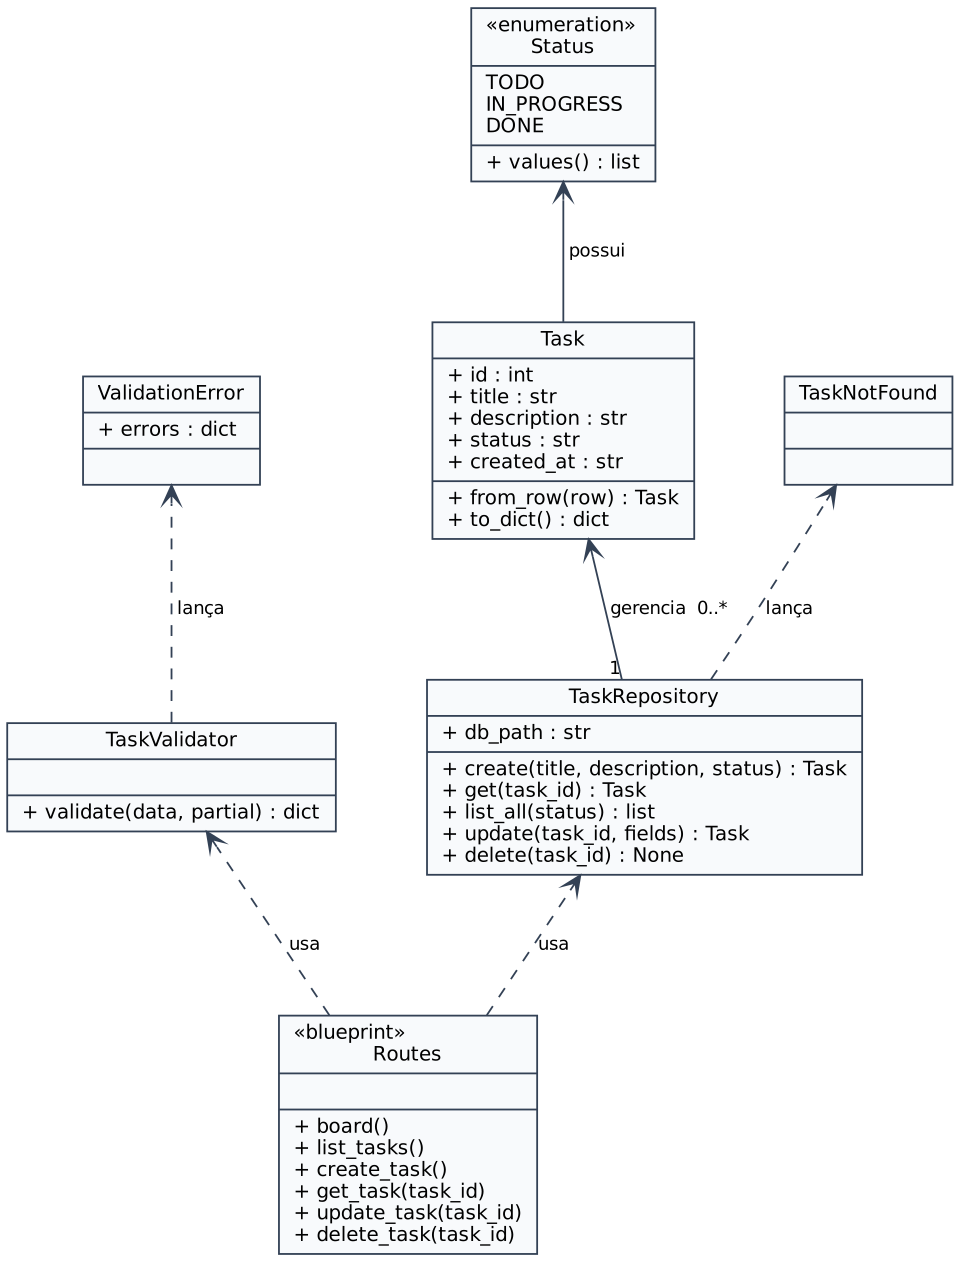 «enumeration»
Status
TODO
IN_PROGRESS
DONE
+ values() : list
possui
Task
+ id : int
+ title : str
+ description : str
+ status : str
+ created_at : str
+ from_row(row) : Task
+ to_dict() : dict
ValidationError
+ errors : dict
TaskNotFound
lança
gerencia 0..*
lança
1
TaskValidator
+ validate(data, partial) : dict
TaskRepository
+ db_path : str
+ create(title, description, status) : Task
+ get(task_id) : Task
+ list_all(status) : list
+ update(task_id, fields) : Task
+ delete(task_id) : None
usa
usa
«blueprint»
Routes
+ board()
+ list_tasks()
+ create_task()
+ get_task(task_id)
+ update_task(task_id)
+ delete_task(task_id)